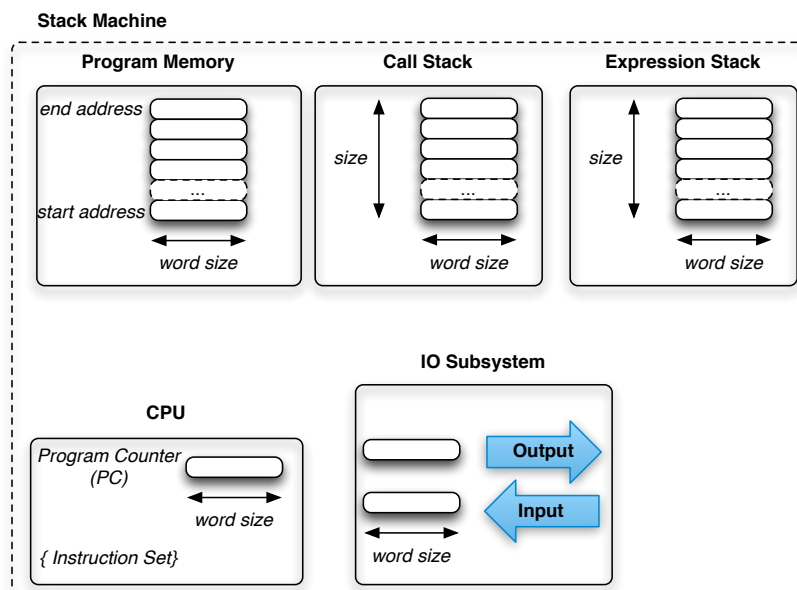 Stack Machine
Program Memory
end address
...
start address
word size
Call Stack
size
...
word size
Expression Stack
size
...
word size
CPU
Program Counter
(PC)
word size
{ Instruction Set}
IO Subsystem
Output
Input
word size